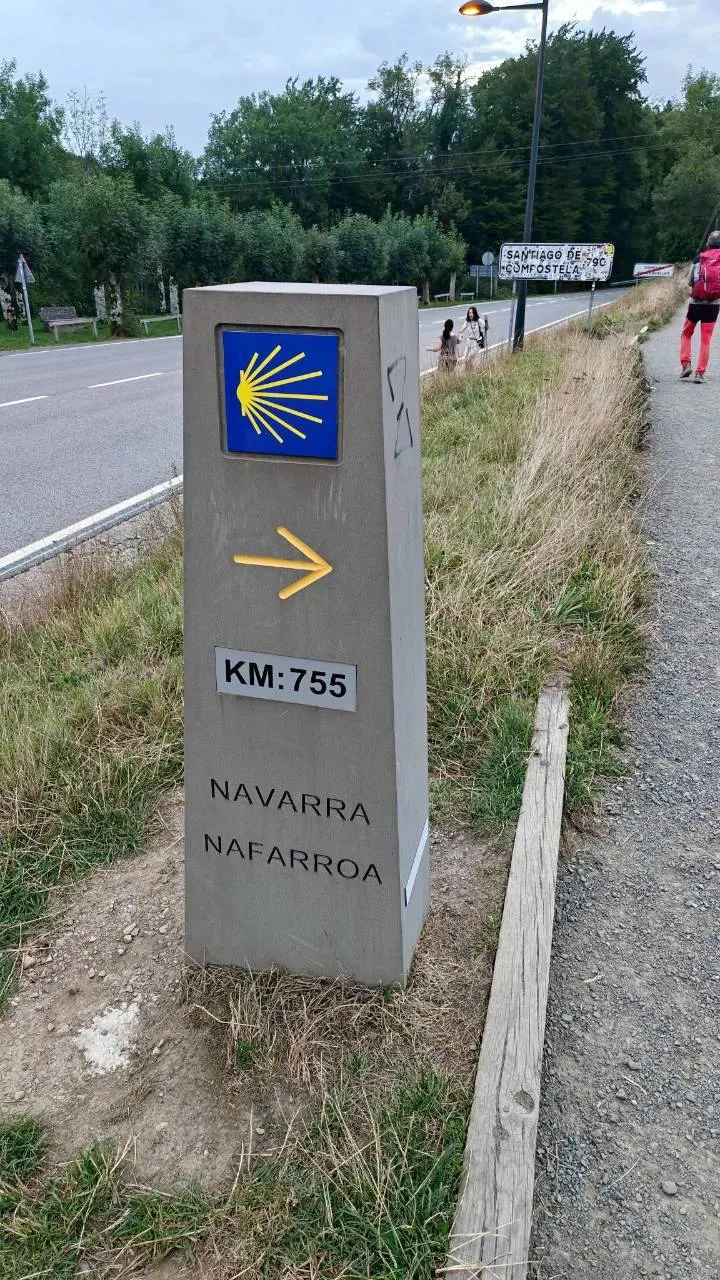 SANTIAGO DE
COMPOSTELA 790
KM: 755
NAVARRA
NAFARROA